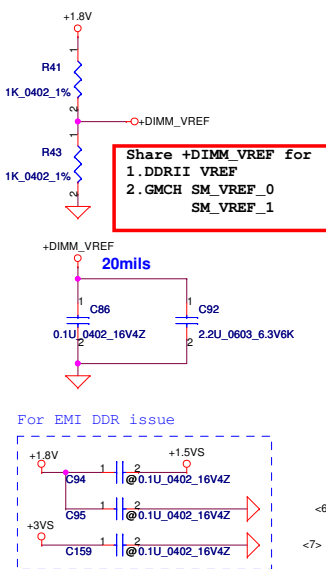 +1.8V
1
R41
1K_0402_1%
2
+DIMM_VREF
1
R43
1K_0402_1%
2
Share +DIMM_VREF for
1.DDRII VREF
2.GMCH SM_VREF_0
SM_VREF_1
+DIMM_VREF
20mils
1
C86
0.1U_0402_16V4Z
2
1
C92
2.2U_0603_6.3V6K
2
For EMI DDR issue
+1.8V
+1.5VS
1 2
C94 @0.1U_0402_16V4Z
1 2
C95 @0.1U_0402_16V4Z
+3VS
1 2
C159 @0.1U_0402_16V4Z
<6
<7>